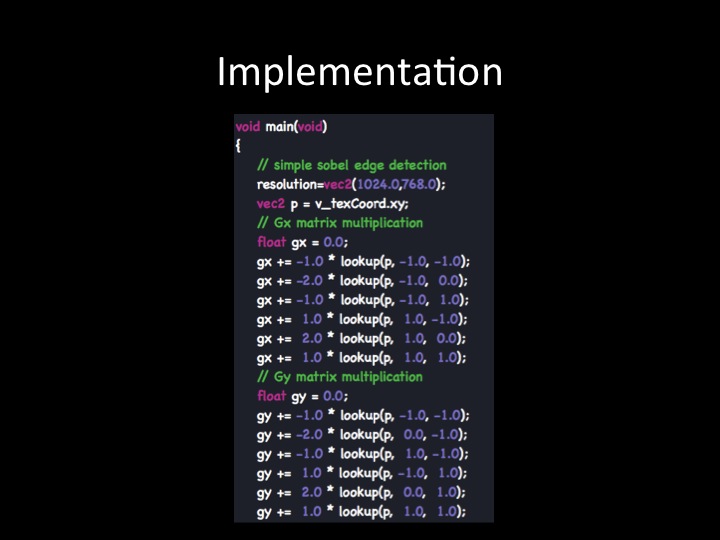 Implementation
void main(void)
{
// simple sobel edge detection
resolution=vec2(1024.0,768.0);
vec2 p = v_texCoord.xy;
// Gx matrix multiplication
float gx = 0.0;
gx += -1.0 * lookup(p, -1.0, -1.0);
gx += -2.0 * lookup(p, -1.0,  0.0);
gx += -1.0 * lookup(p, -1.0,  1.0);
gx +=  1.0 * lookup(p,  1.0, -1.0);
gx +=  2.0 * lookup(p,  1.0,  0.0);
gx +=  1.0 * lookup(p,  1.0,  1.0);
// Gy matrix multiplication
float gy = 0.0;
gy += -1.0 * lookup(p, -1.0, -1.0);
gy += -2.0 * lookup(p,  0.0, -1.0);
gy += -1.0 * lookup(p,  1.0, -1.0);
gy +=  1.0 * lookup(p, -1.0,  1.0);
gy +=  2.0 * lookup(p,  0.0,  1.0);
gy +=  1.0 * lookup(p,  1.0,  1.0);